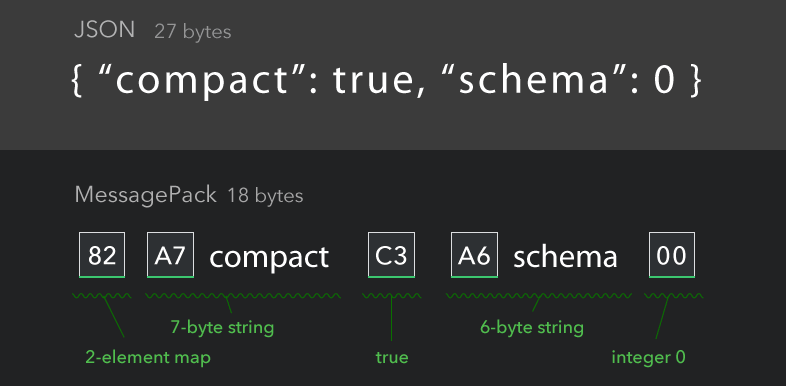 JSON 27 bytes
{ “compact”: true, “schema”: 0 }
MessagePack 18 bytes
82 A7 compact C3 A6 schema 00
7-byte string 6-byte string
2-element map true integer 0